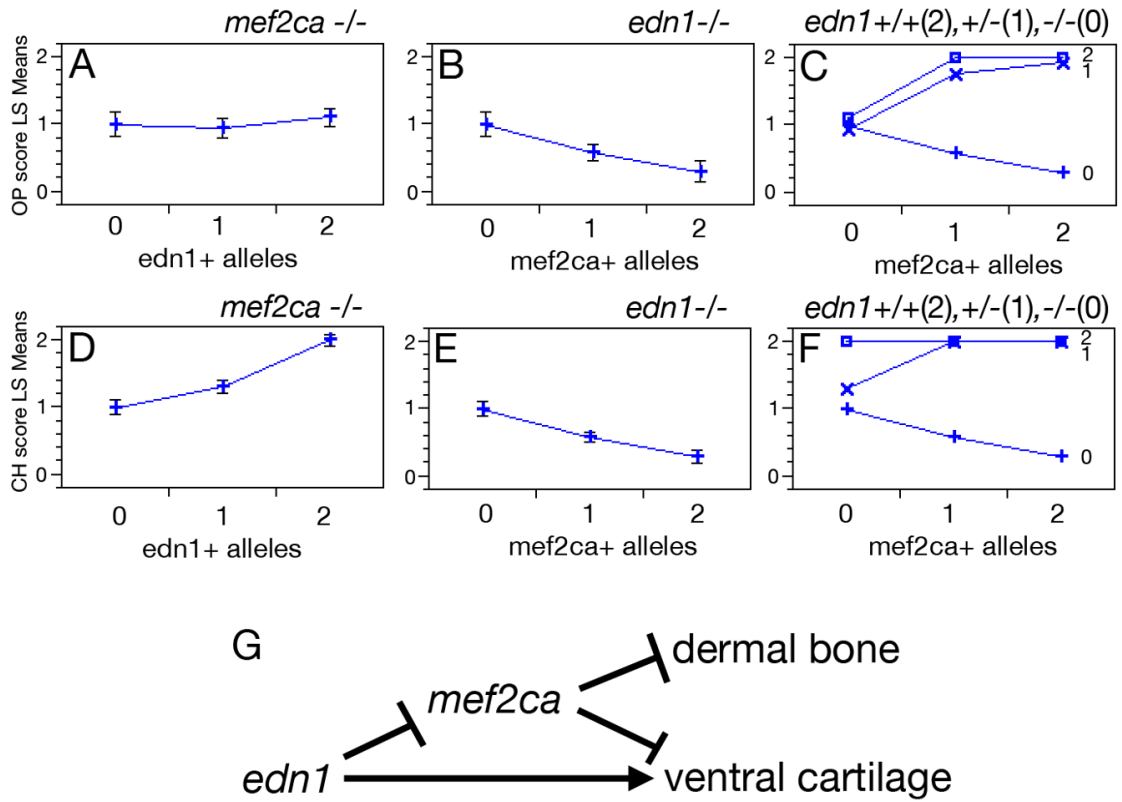 mef2ca -/-
edn1-/-
edn1+/+(2),+/-(1),-/-(0)
OP score LS Means
A
B
C
2
1
0
2
1
0
2
1
0
2
1
0
0 1 2
0 1 2
0 1 2
edn1+ alleles
mef2ca+ alleles
mef2ca+ alleles
mef2ca -/-
edn1-/-
edn1+/+(2),+/-(1),-/-(0)
CH score LS Means
D
E
F
2
1
0
2
1
0
2
1
0
2
1
0
0 1 2
0 1 2
0 1 2
edn1+ alleles
mef2ca+ alleles
mef2ca+ alleles
G
dermal bone
mef2ca
edn1
ventral cartilage